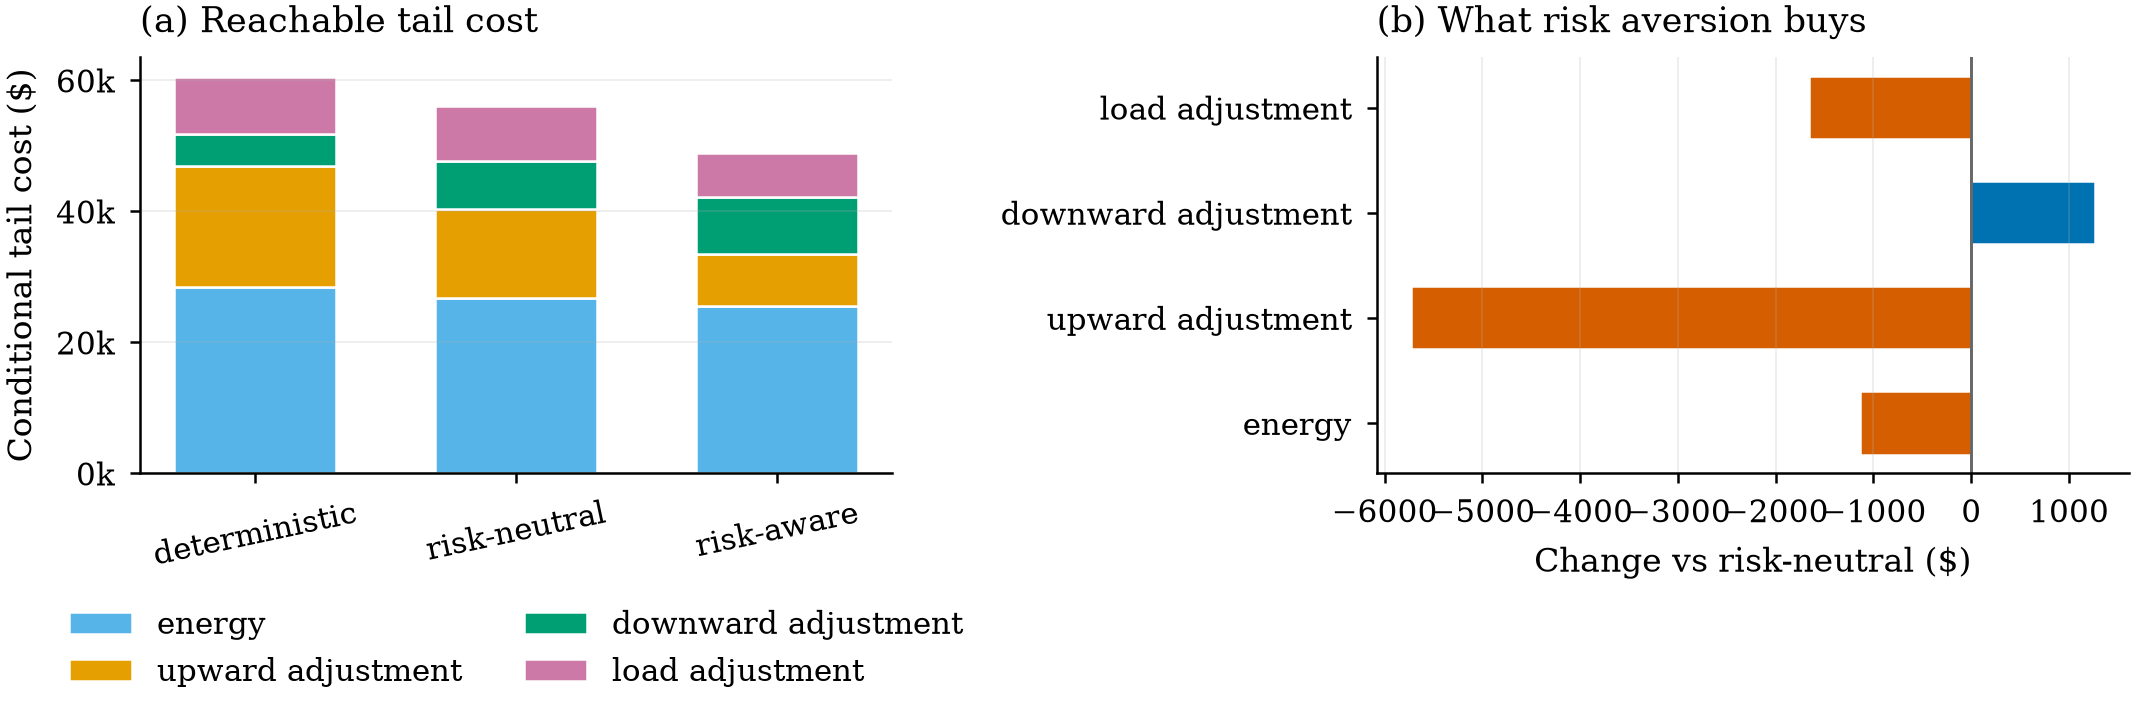 (a) Reachable tail cost
Conditional tail cost ($)
60k
40k
20k
0k
deterministic
risk-neutral
risk-aware
energy
upward adjustment
downward adjustment
load adjustment
(b) What risk aversion buys
load adjustment
downward adjustment
upward adjustment
energy
−6000 −5000 −4000 −3000 −2000 −1000 0 1000
Change vs risk-neutral ($)